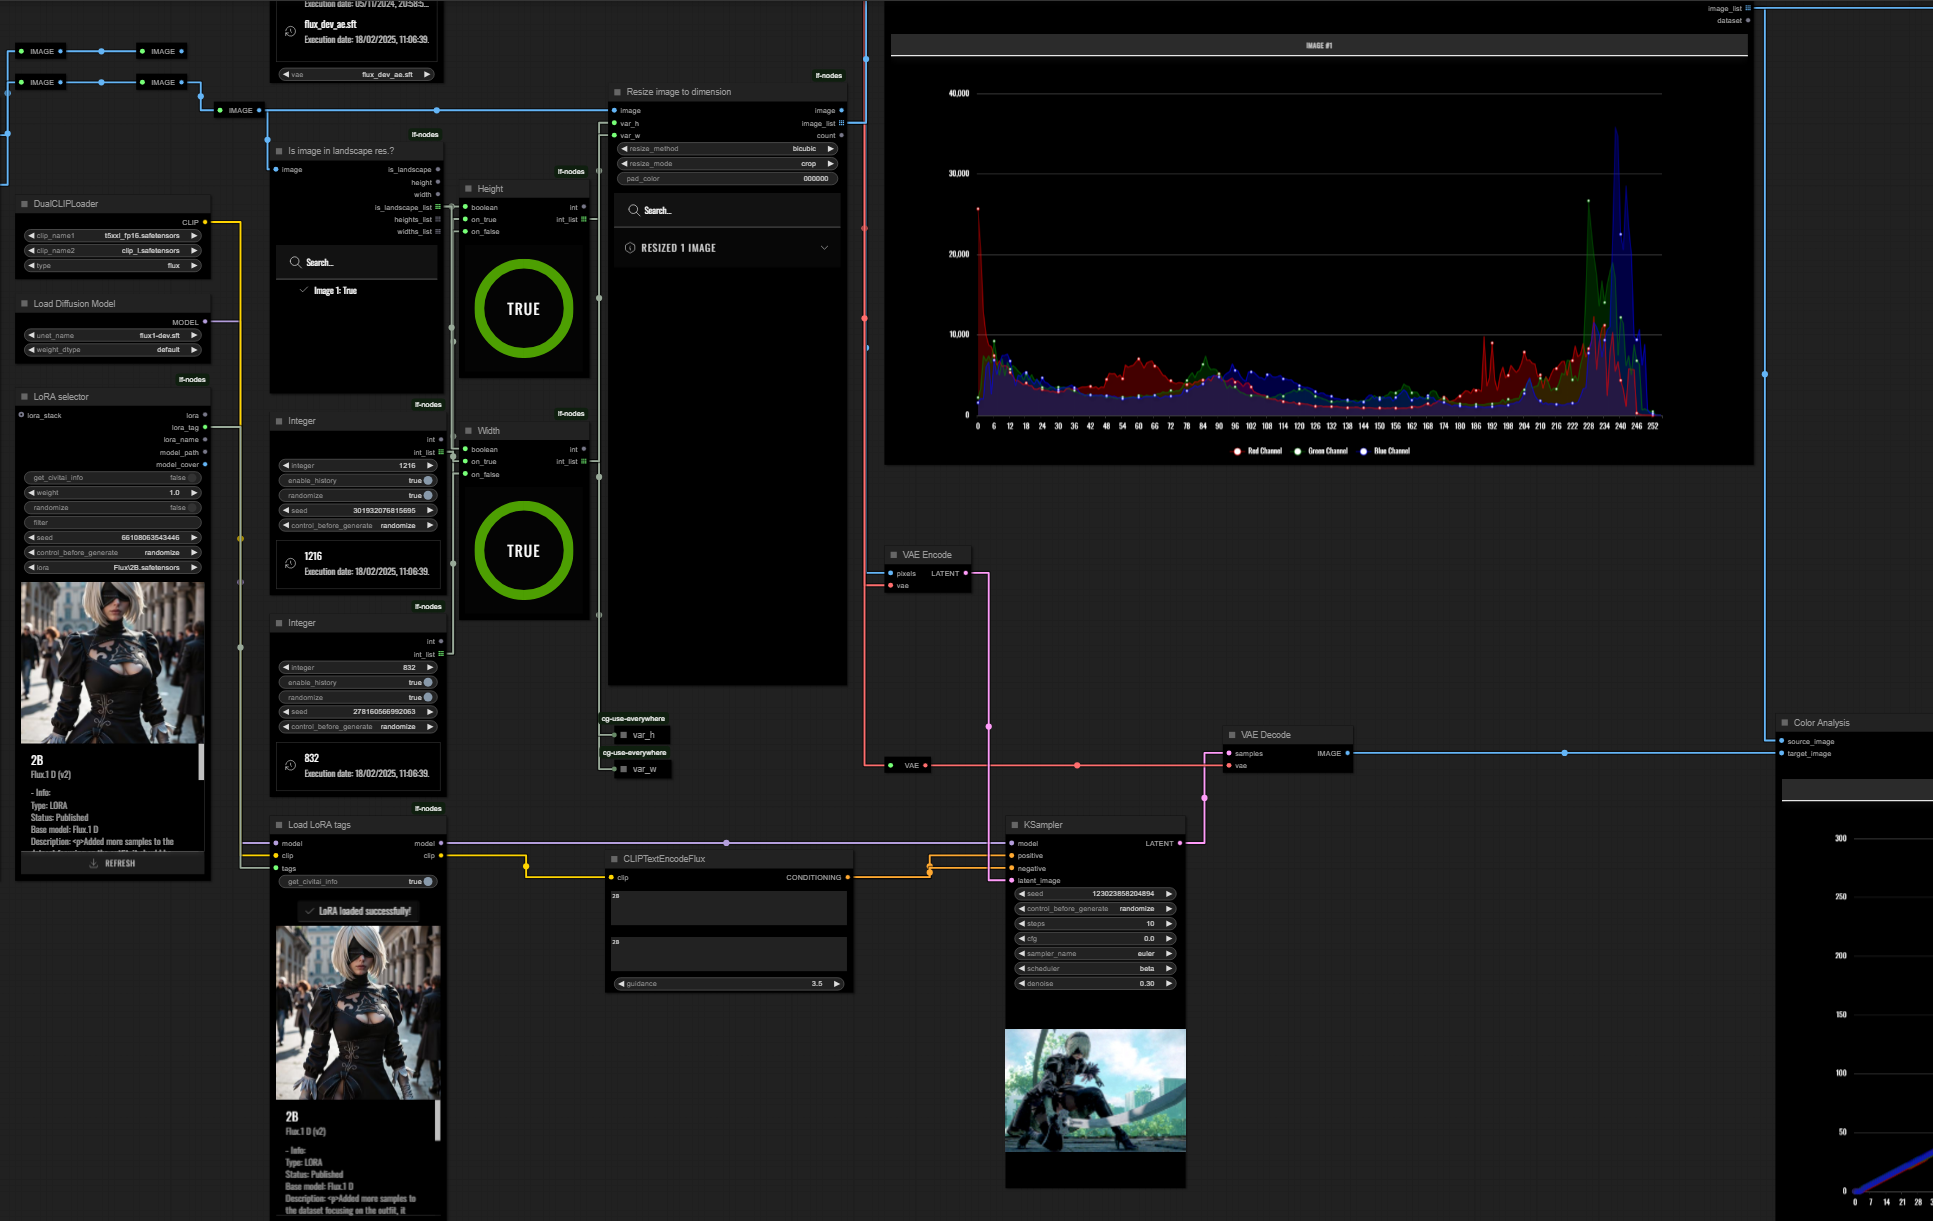 Execution date: 05/11/2024, 20:58:5...
flux_dev_ae.sft
Execution date: 18/02/2025, 11:06:39.
vae flux_dev_ae.sft
IMAGE IMAGE
IMAGE IMAGE
IMAGE
lf-nodes
Is image in landscape res.?
image is_landscape
height
width
is_landscape_list
heights_list
widths_list
Search...
Image 1: True
DualCLIPLoader
CLIP
clip_name1 t5xxl_fp16.safetensors
clip_name2 clip_l.safetensors
type flux
Load Diffusion Model
MODEL
unet_name flux1-dev.sft
weight_dtype default
lf-nodes
LoRA selector
lora_stack lora
lora_tag
lora_name
model_path
model_cover
get_civitai_info false
weight 1.0
randomize false
filter
seed 66108063543446
control_before_generate randomize
lora Flux\2B.safetensors
2B
Flux.1 D (v2)
- Info:
Type: LORA
Status: Published
Base model: Flux.1 D
Description: <p>Added more samples to the
REFRESH
lf-nodes
Height
boolean int
on_true int_list
on_false
TRUE
lf-nodes
Width
boolean int
on_true int_list
on_false
TRUE
lf-nodes
Integer
int
int_list
integer 1216
enable_history true
randomize true
seed 301932076815695
control_before_generate randomize
1216
Execution date: 18/02/2025, 11:06:39.
lf-nodes
Integer
int
int_list
integer 832
enable_history true
randomize true
seed 278160566992063
control_before_generate randomize
832
Execution date: 18/02/2025, 11:06:39.
lf-nodes
Load LoRA tags
model model
clip clip
tags
get_civitai_info true
LoRA loaded successfully!
2B
Flux.1 D (v2)
- Info:
Type: LORA
Status: Published
Base model: Flux.1 D
Description: <p>Added more samples to
the dataset focusing on the outfit, it
lf-nodes
Resize image to dimension
image image
var_h image_list
var_w count
resize_method bicubic
resize_mode crop
pad_color 000000
Search...
RESIZED 1 IMAGE
cg-use-everywhere
var_h
cg-use-everywhere
var_w
CLIPTextEncodeFlux
clip CONDITIONING
2B
2B
guidance 3.5
image_list
dataset
IMAGE #1
40,000
30,000
20,000
10,000
0
0 6 12 18 24 30 36 42 48 54 60 66 72 78 84 90 96 102 108 114 120 126 132 138 144 150 156 162 168 174 180 186 192 198 204 210 216 222 228 234 240 246 252
Red Channel Green Channel Blue Channel
VAE Encode
pixels LATENT
vae
VAE
VAE Decode
samples IMAGE
vae
KSampler
model LATENT
positive
negative
latent_image
seed 123023858204894
control_before_generate randomize
steps 10
cfg 0.0
sampler_name euler
scheduler beta
denoise 0.30
Color Analysis
source_image
target_image
300
250
200
150
100
50
0
0 7 14 21 28